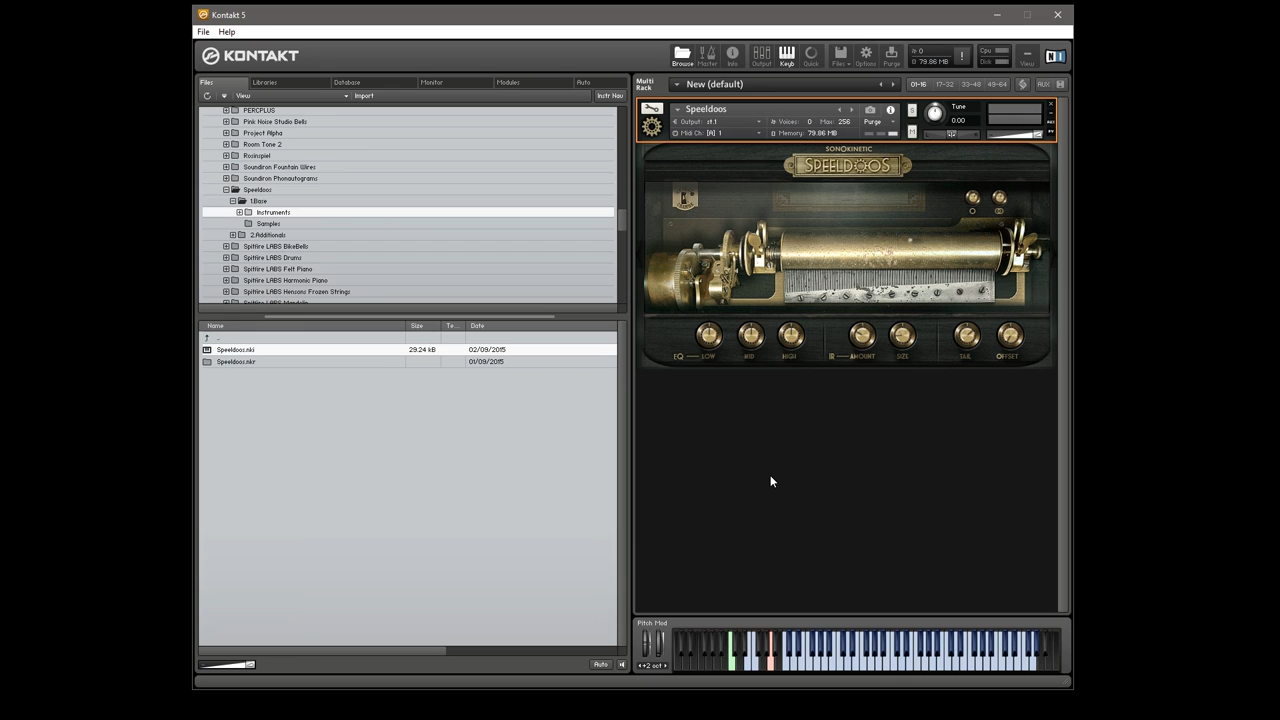 Kontakt 5
File Help
KONTAKT
Browse Master Info Output Keyb Quick Files Options Purge
0
79.86 MB
!
Cpu
Disk
View
Files Libraries Database Monitor Modules Auto
View Import Instr Nav
PERCPLUS
Pink Noise Studio Bells
Project Alpha
Room Tone 2
Rosinspiel
Soundiron Fountain Wires
Soundiron Phonautograms
Speeldoos
1.Base
Instruments
Samples
2.Additionals
Spitfire LABS BikeBells
Spitfire LABS Drums
Spitfire LABS Felt Piano
Spitfire LABS Harmonic Piano
Spitfire LABS Hensons Frozen Strings
Spitfire LABS Mandolin
Name Size Te... Date
..
Speeldoos.nki 29.24 kB 02/09/2015
Speeldoos.nkr 01/09/2015
Auto
Multi Rack
New (default)
01-16 17-32 33-48 49-64 AUX
Speeldoos
Output: st.1 Voices: 0 Max: 256 Purge
Midi Ch: [A] 1 Memory: 79.86 MB
S
M
Tune
0.00
SONOKINETIC
SPEELDOOS
EQ LOW MID HIGH IR AMOUNT SIZE TAIL OFFSET
Pitch Mod
+2 oct